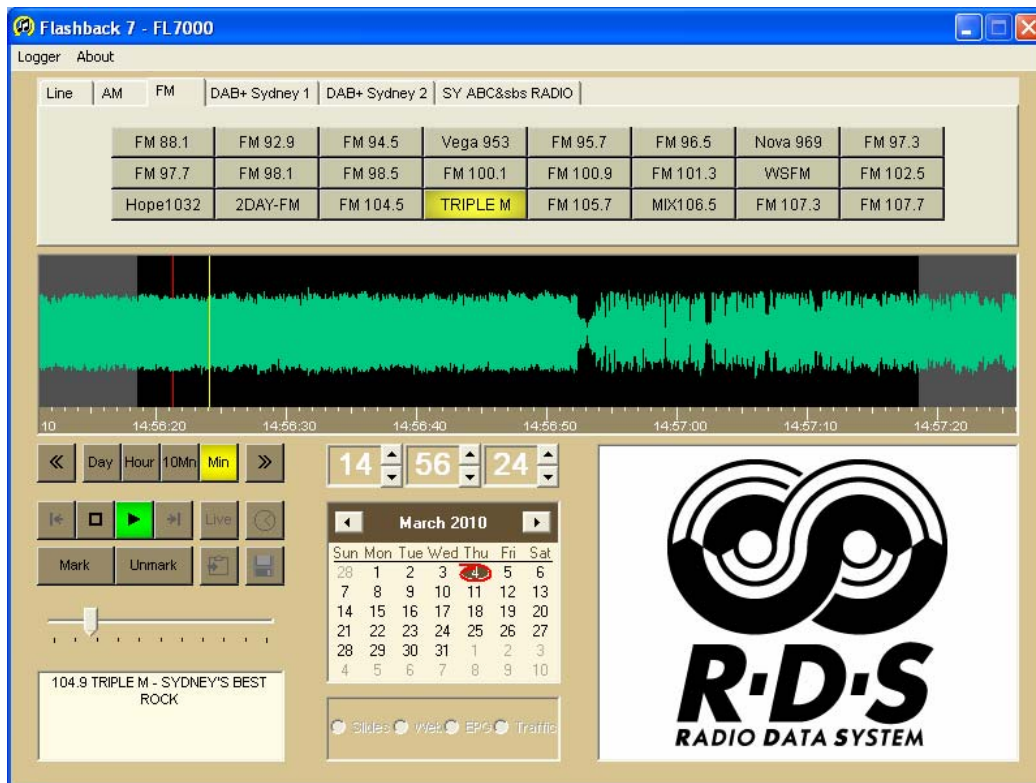 Flashback 7 - FL7000
Logger About
Line AM FM DAB+ Sydney 1 DAB+ Sydney 2 SY ABC&sbs RADIO
FM 88.1 FM 92.9 FM 94.5 Vega 953 FM 95.7 FM 96.5 Nova 969 FM 97.3
FM 97.7 FM 98.1 FM 98.5 FM 100.1 FM 100.9 FM 101.3 WSFM FM 102.5
Hope1032 2DAY-FM FM 104.5 TRIPLE M FM 105.7 MIX106.5 FM 107.3 FM 107.7
10 14:56:20 14:56:30 14:56:40 14:56:50 14:57:00 14:57:10 14:57:20
Day Hour 10Mn Min
14 56 24
Live
Mark Unmark
March 2010
Sun Mon Tue Wed Thu Fri Sat
28 1 2 3 4 5 6
7 8 9 10 11 12 13
14 15 16 17 18 19 20
21 22 23 24 25 26 27
28 29 30 31 1 2 3
4 5 6 7 8 9 10
104.9 TRIPLE M - SYDNEY'S BEST
ROCK
Slides Web EPG Traffic
R·D·S
RADIO DATA SYSTEM